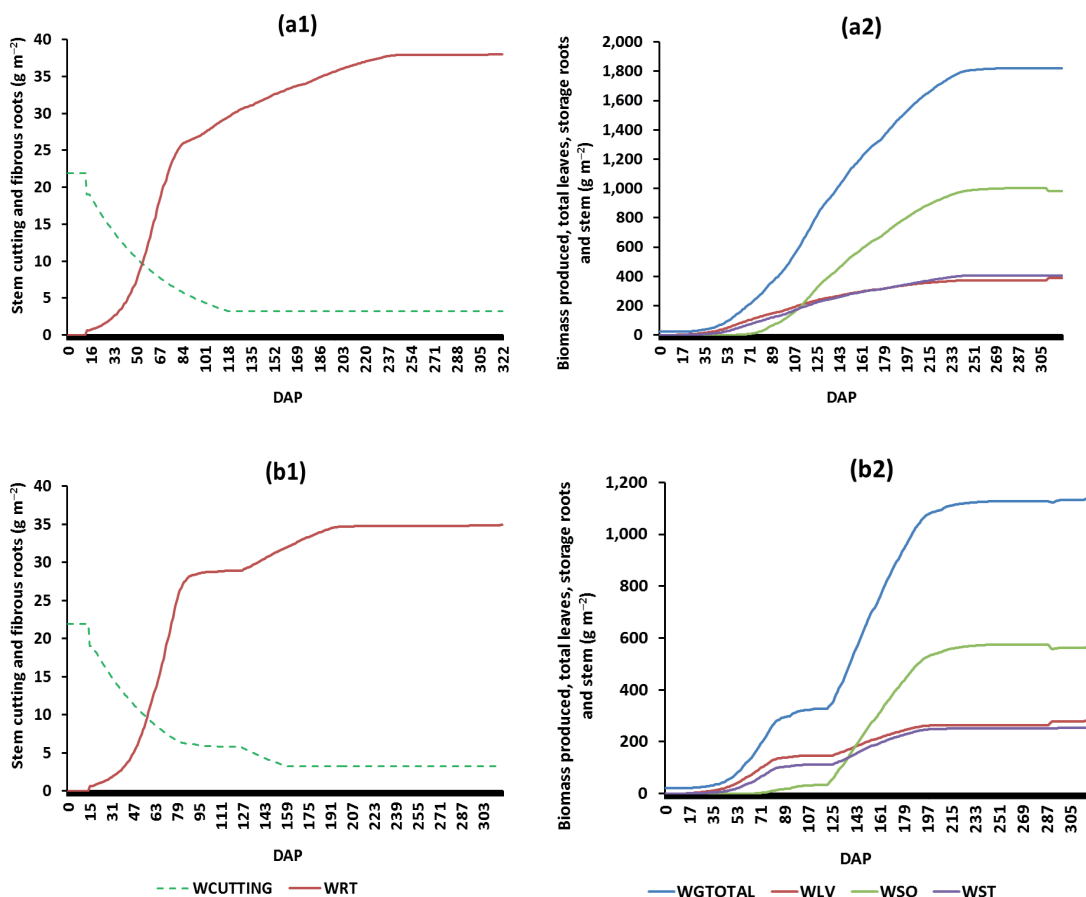 (a1)
Stem cutting and fibrous roots (g m⁻²)
40
35
30
25
20
15
10
5
0
0 16 33 50 67 84 101 118 135 152 169 186 203 220 237 254 271 288 305 322
DAP
(a2)
Biomass produced, total leaves, storage roots
and stem (g m⁻²)
2,000
1,800
1,600
1,400
1,200
1,000
800
600
400
200
0
0 17 35 53 71 89 107 125 143 161 179 197 215 233 251 269 287 305
DAP
(b1)
Stem cutting and fibrous roots (g m⁻²)
40
35
30
25
20
15
10
5
0
0 15 31 47 63 79 95 111 127 143 159 175 191 207 223 239 255 271 287 303
DAP
WCUTTING WRT
(b2)
Biomass produced, total leaves, storage roots
and stem (g m⁻²)
1,200
1,000
800
600
400
200
0
0 17 35 53 71 89 107 125 143 161 179 197 215 233 251 269 287 305
DAP
WGTOTAL WLV WSO WST